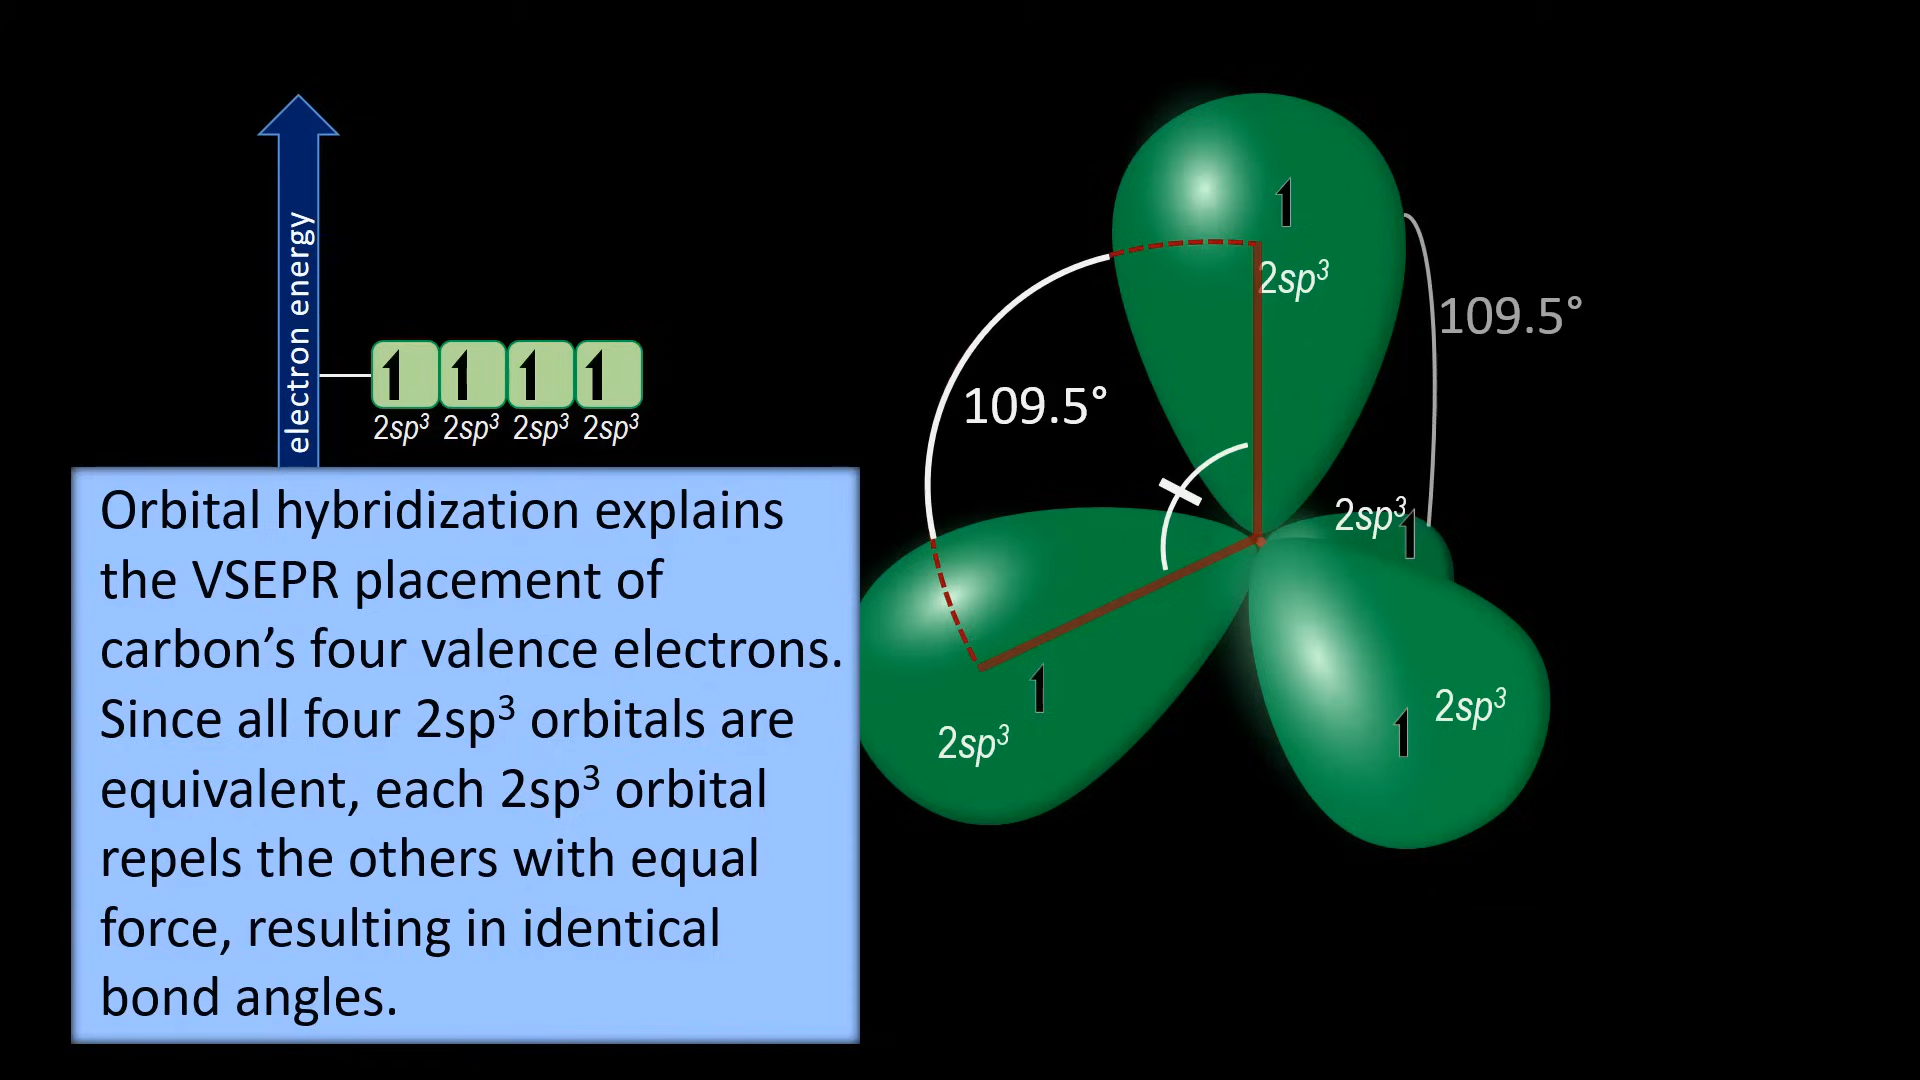 electron energy
2sp³ 2sp³ 2sp³ 2sp³
Orbital hybridization explains
the VSEPR placement of
carbon’s four valence electrons.
Since all four 2sp³ orbitals are
equivalent, each 2sp³ orbital
repels the others with equal
force, resulting in identical
bond angles.
2sp³
109.5°
109.5°
2sp³
2sp³
2sp³